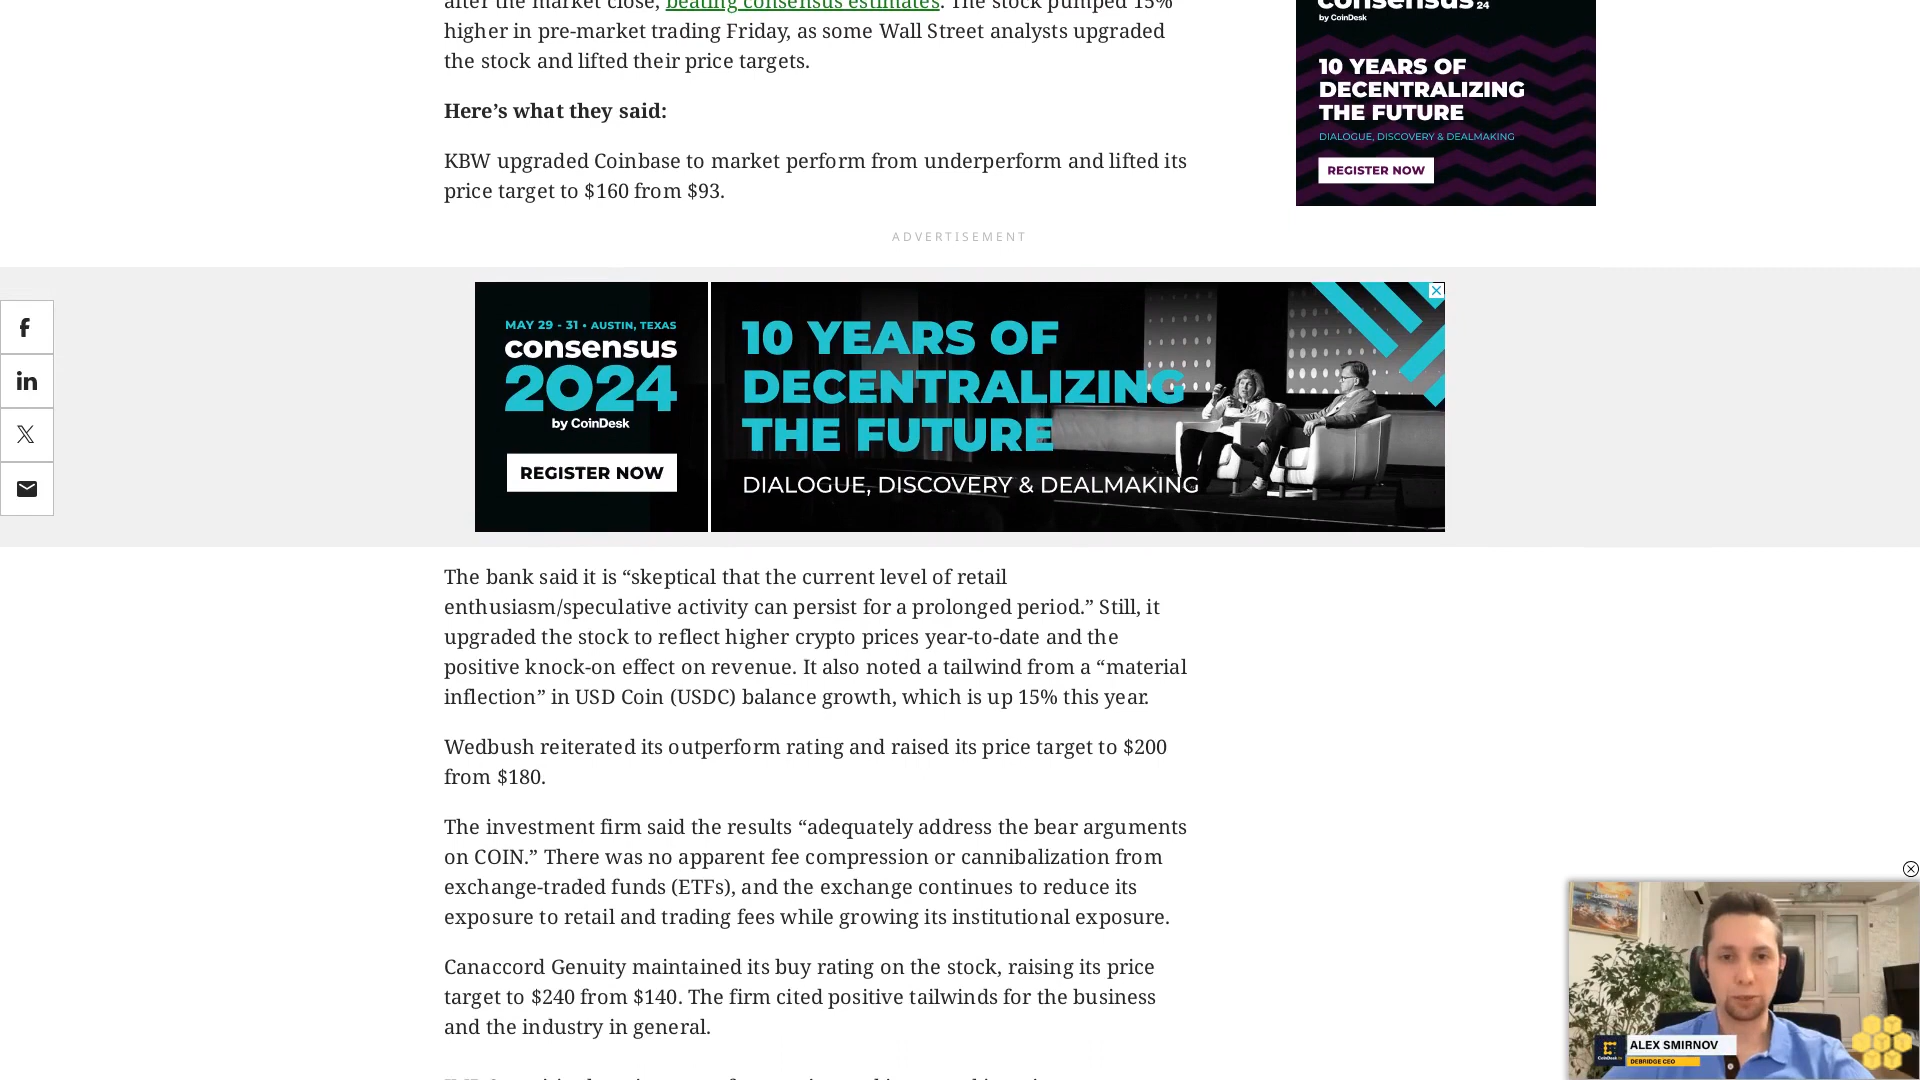 after the market close, beating consensus estimates. The stock pumped 15%
higher in pre-market trading Friday, as some Wall Street analysts upgraded
the stock and lifted their price targets.
Here’s what they said:
KBW upgraded Coinbase to market perform from underperform and lifted its
price target to $160 from $93.
consensus 24
by CoinDesk
10 YEARS OF
DECENTRALIZING
THE FUTURE
DIALOGUE, DISCOVERY & DEALMAKING
REGISTER NOW
ADVERTISEMENT
MAY 29 - 31 • AUSTIN, TEXAS
consensus
2024
by CoinDesk
REGISTER NOW
10 YEARS OF
DECENTRALIZING
THE FUTURE
DIALOGUE, DISCOVERY & DEALMAKING
The bank said it is “skeptical that the current level of retail
enthusiasm/speculative activity can persist for a prolonged period.” Still, it
upgraded the stock to reflect higher crypto prices year-to-date and the
positive knock-on effect on revenue. It also noted a tailwind from a “material
inflection” in USD Coin (USDC) balance growth, which is up 15% this year.
Wedbush reiterated its outperform rating and raised its price target to $200
from $180.
The investment firm said the results “adequately address the bear arguments
on COIN.” There was no apparent fee compression or cannibalization from
exchange-traded funds (ETFs), and the exchange continues to reduce its
exposure to retail and trading fees while growing its institutional exposure.
Canaccord Genuity maintained its buy rating on the stock, raising its price
target to $240 from $140. The firm cited positive tailwinds for the business
and the industry in general.
ALEX SMIRNOV
DEBRIDGE CEO